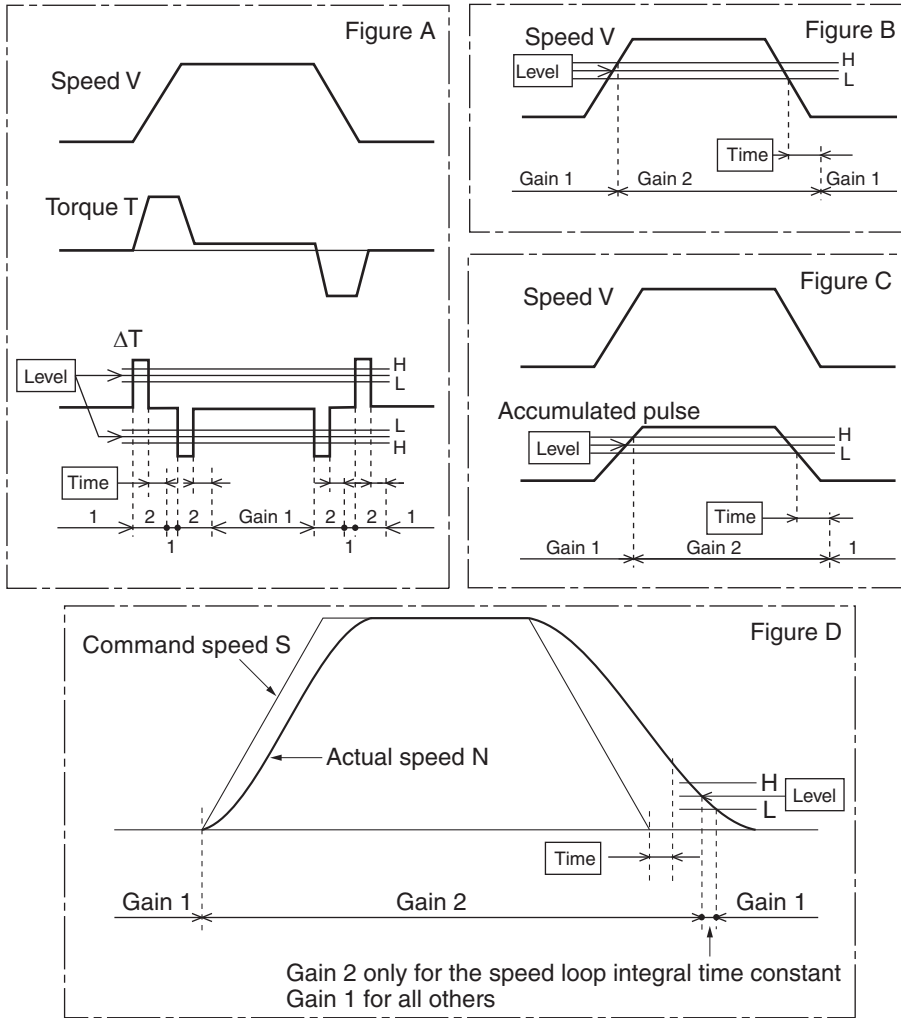 Figure A
Speed V
Torque T
ΔT
Level
H
L
L
H
Time
1 2 2 Gain 1 2 2 1
1 1
Figure B
Speed V
Level
H
L
Time
Gain 1 Gain 2 Gain 1
Figure C
Speed V
Accumulated pulse
Level
H
L
Time
Gain 1 Gain 2 1
Figure D
Command speed S
Actual speed N
H
Level
L
Time
Gain 1 Gain 2 Gain 1
Gain 2 only for the speed loop integral time constant
Gain 1 for all others